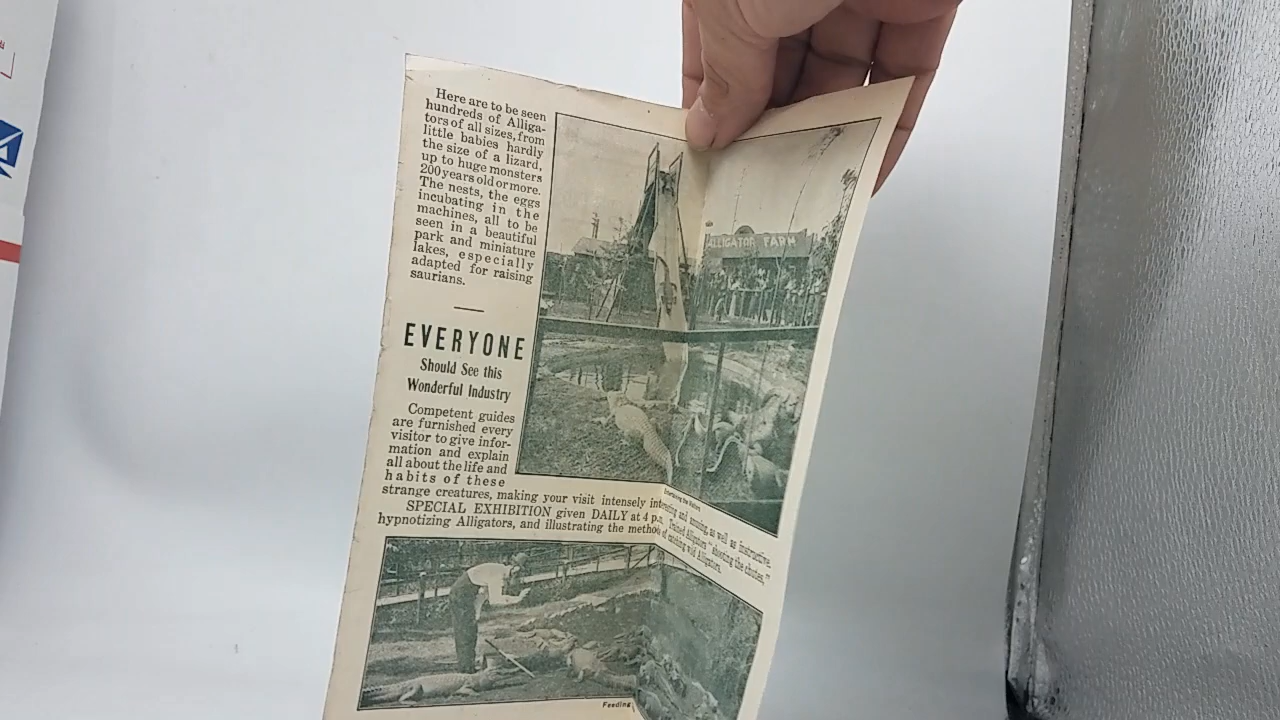 Here are to be seen
hundreds of Alliga-
tors of all sizes, from
little babies hardly
the size of a lizard,
up to huge monsters
200 years old or more.
The nests, the eggs
incubating in the
machines, all to be
seen in a beautiful
park and miniature
lakes, especially
adapted for raising
saurians.
EVERYONE
Should See this
Wonderful Industry
Competent guides
are furnished every
visitor to give infor-
mation and explain
all about the life and
habits of these
strange creatures, making your visit intensely interesting and amusing, as well as instructive.
SPECIAL EXHIBITION given DAILY at 4 p.m. Trained Alligators "shooting the chutes,"
hypnotizing Alligators, and illustrating the methods of catching wild Alligators.
ALLIGATOR FARM
Entertaining the Visitors
Feeding